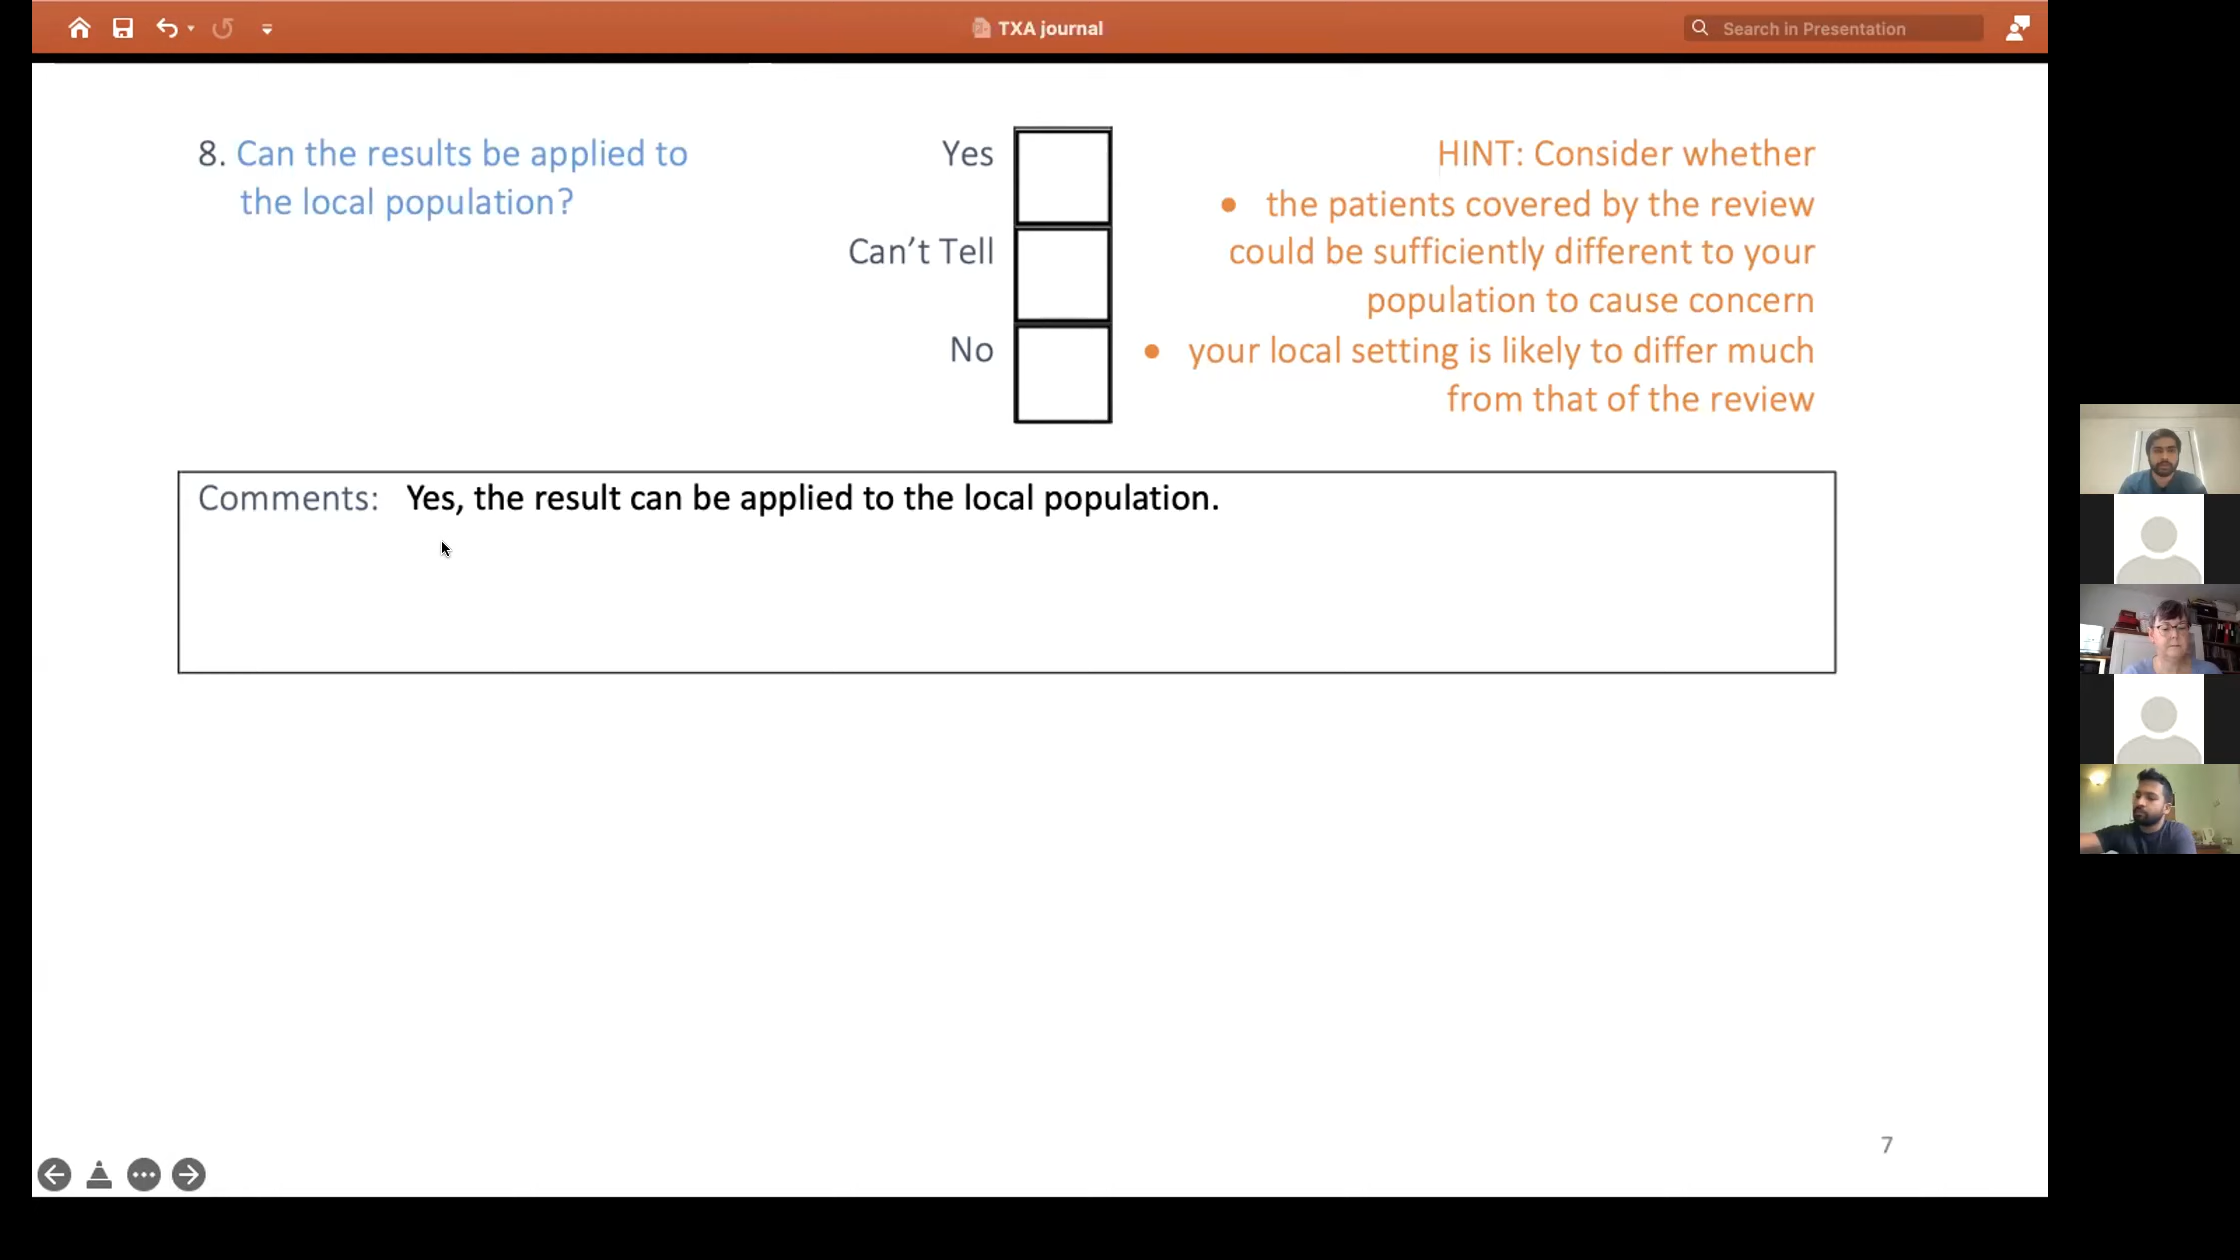 TXA journal
Search in Presentation
8. Can the results be applied to
the local population?
Yes
Can't Tell
No
HINT: Consider whether
• the patients covered by the review
could be sufficiently different to your
population to cause concern
• your local setting is likely to differ much
from that of the review
Comments: Yes, the result can be applied to the local population.
7